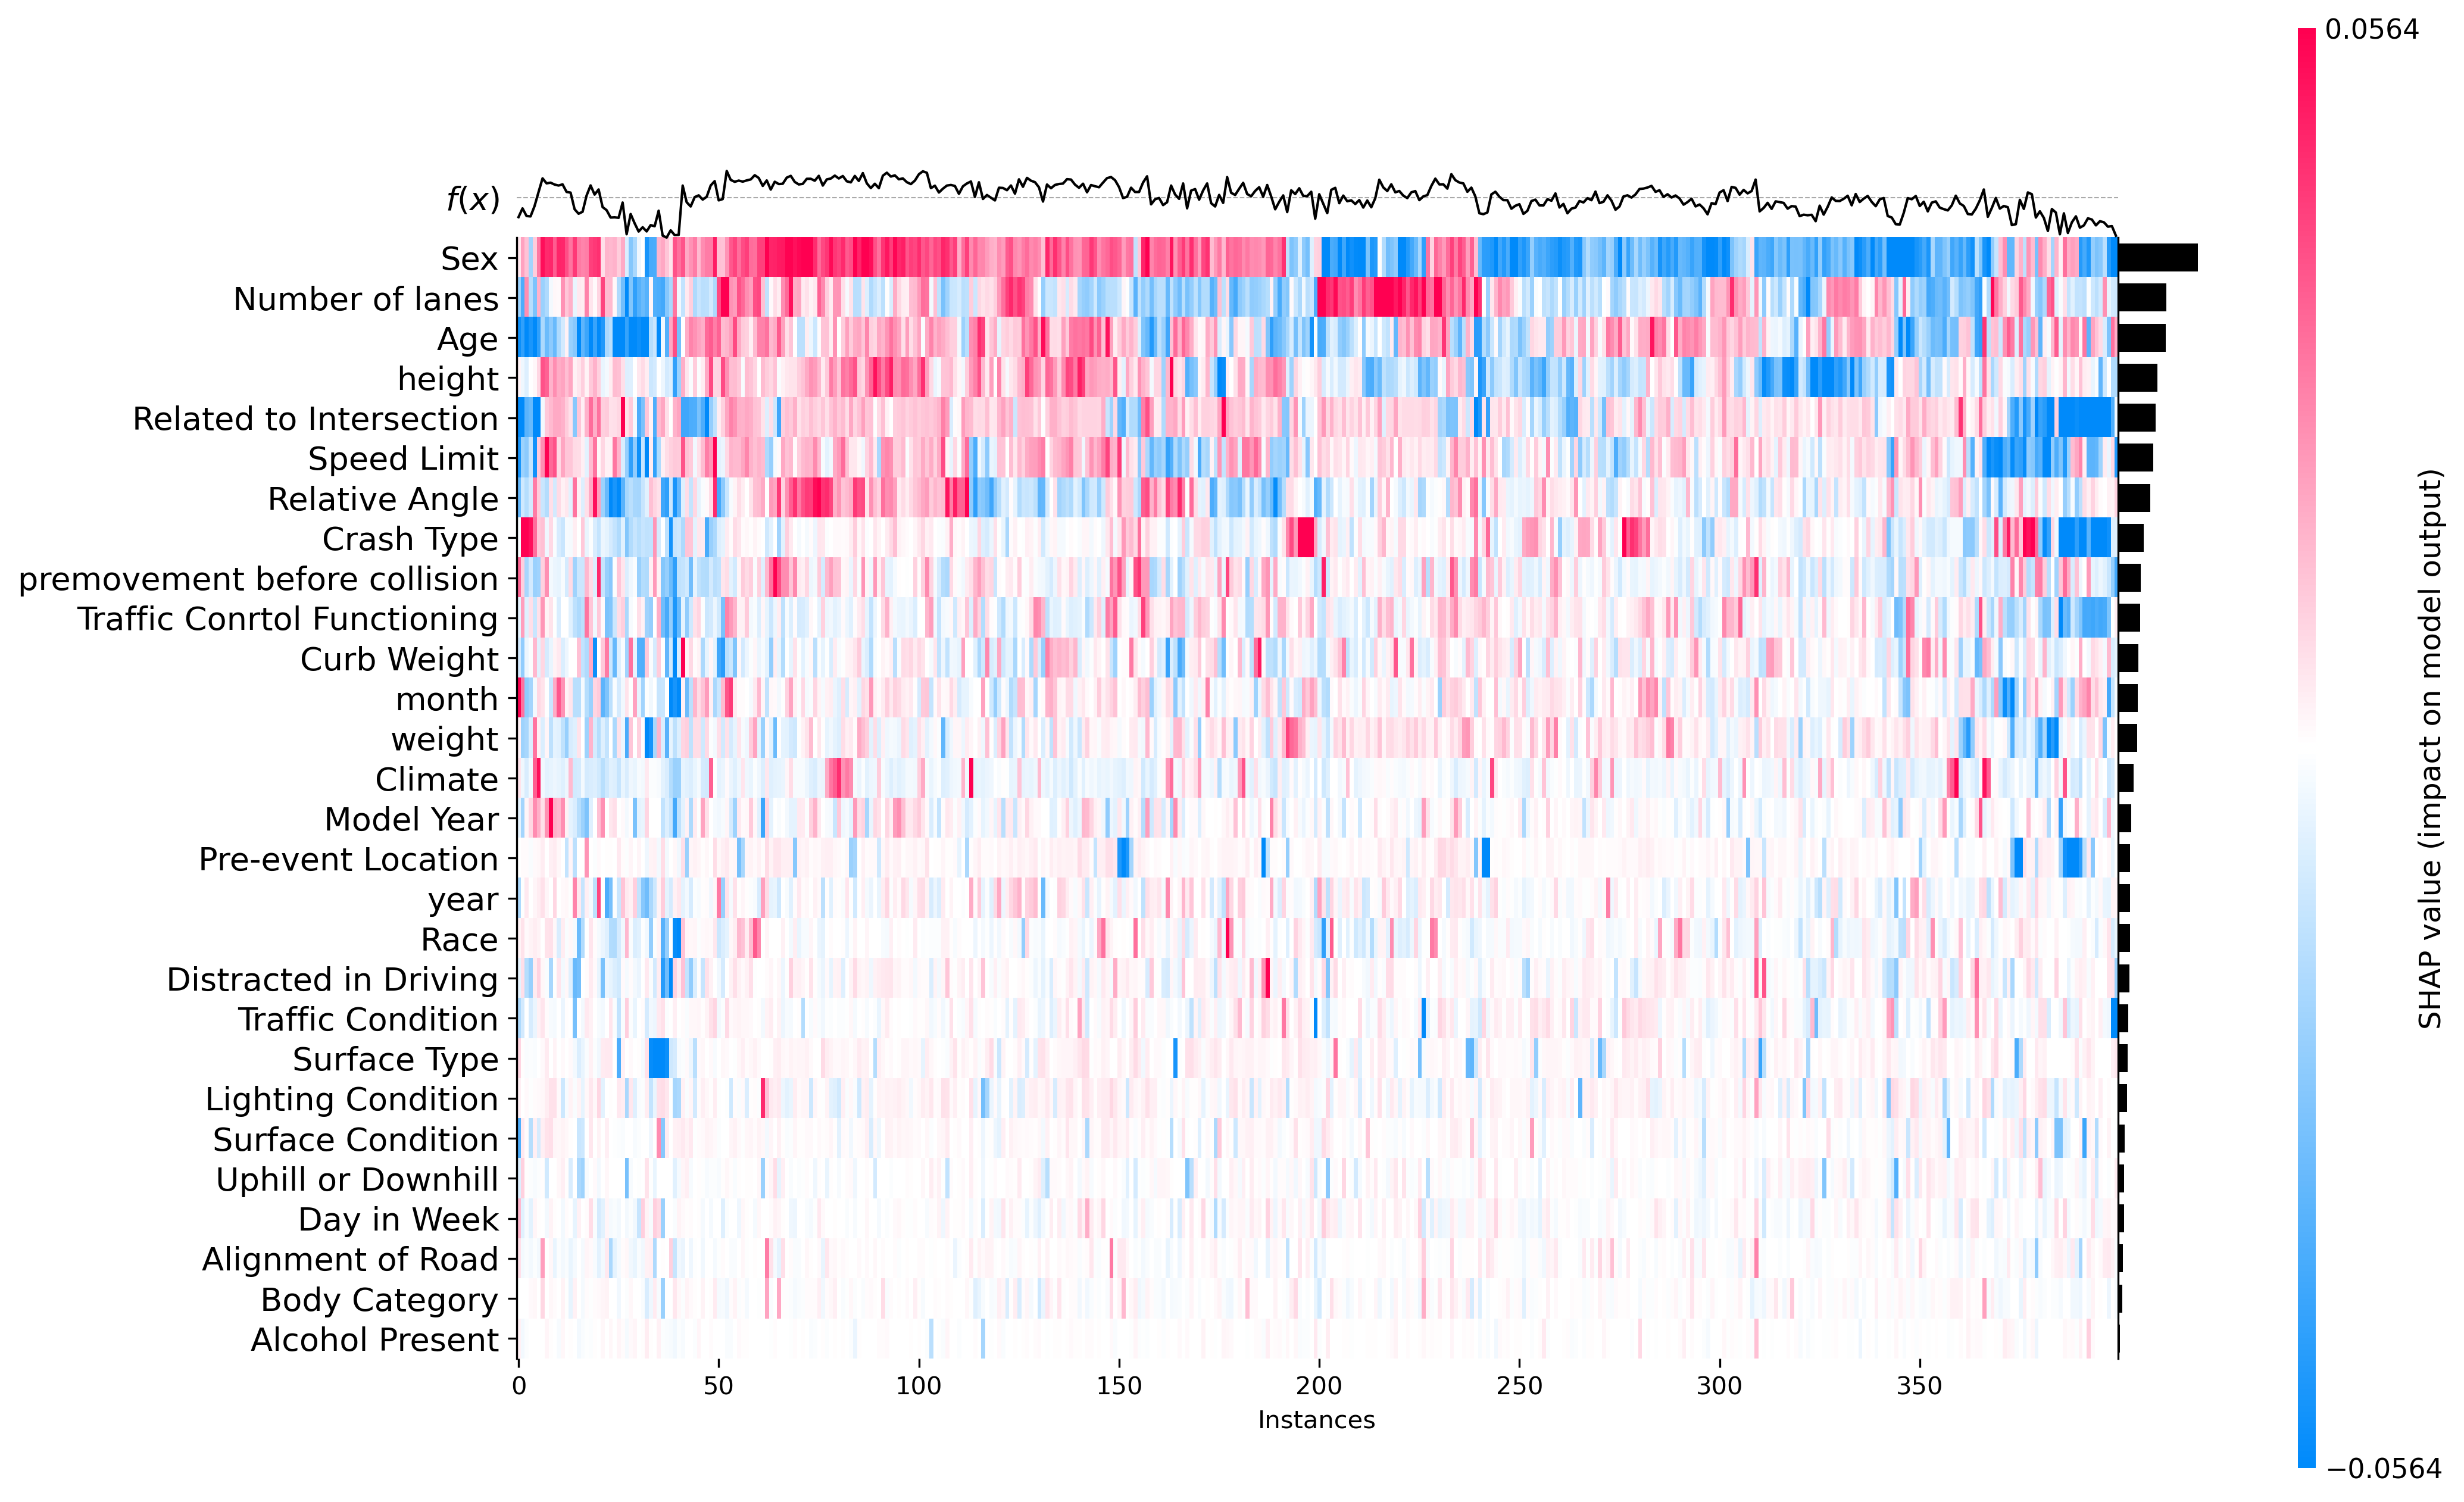 0.0564
f(x)
Sex
Number of lanes
Age
height
Related to Intersection
Speed Limit
Relative Angle
Crash Type
premovement before collision
Traffic Conrtol Functioning
Curb Weight
month
weight
Climate
Model Year
Pre-event Location
year
Race
Distracted in Driving
Traffic Condition
Surface Type
Lighting Condition
Surface Condition
Uphill or Downhill
Day in Week
Alignment of Road
Body Category
Alcohol Present
0 50 100 150 200 250 300 350
Instances
SHAP value (impact on model output)
−0.0564